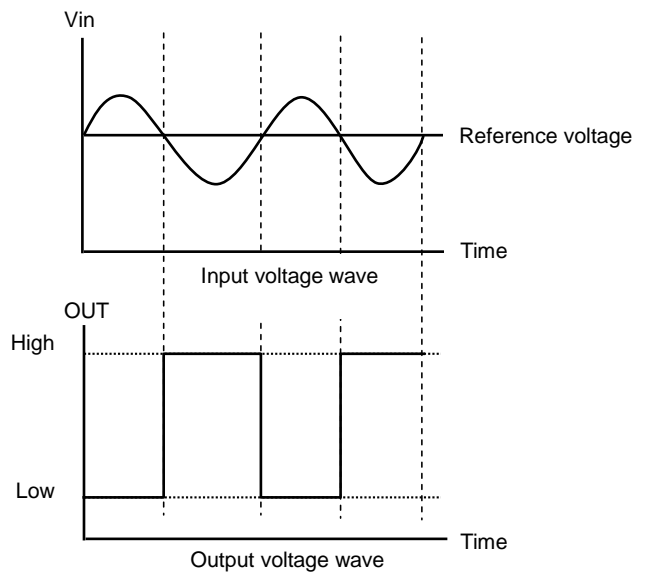 Vin
Reference voltage
Time
Input voltage wave
OUT
High
Low
Time
Output voltage wave